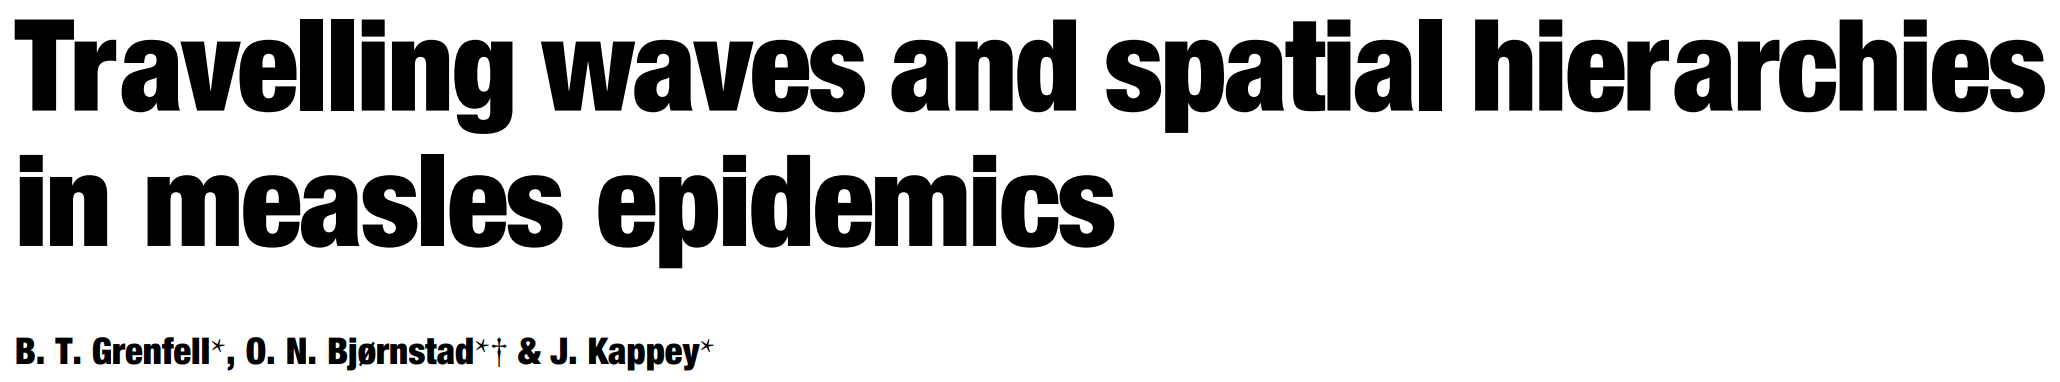 Travelling waves and spatial hierarchies
in measles epidemics
B. T. Grenfell*, O. N. Bjørnstad*† & J. Kappey*